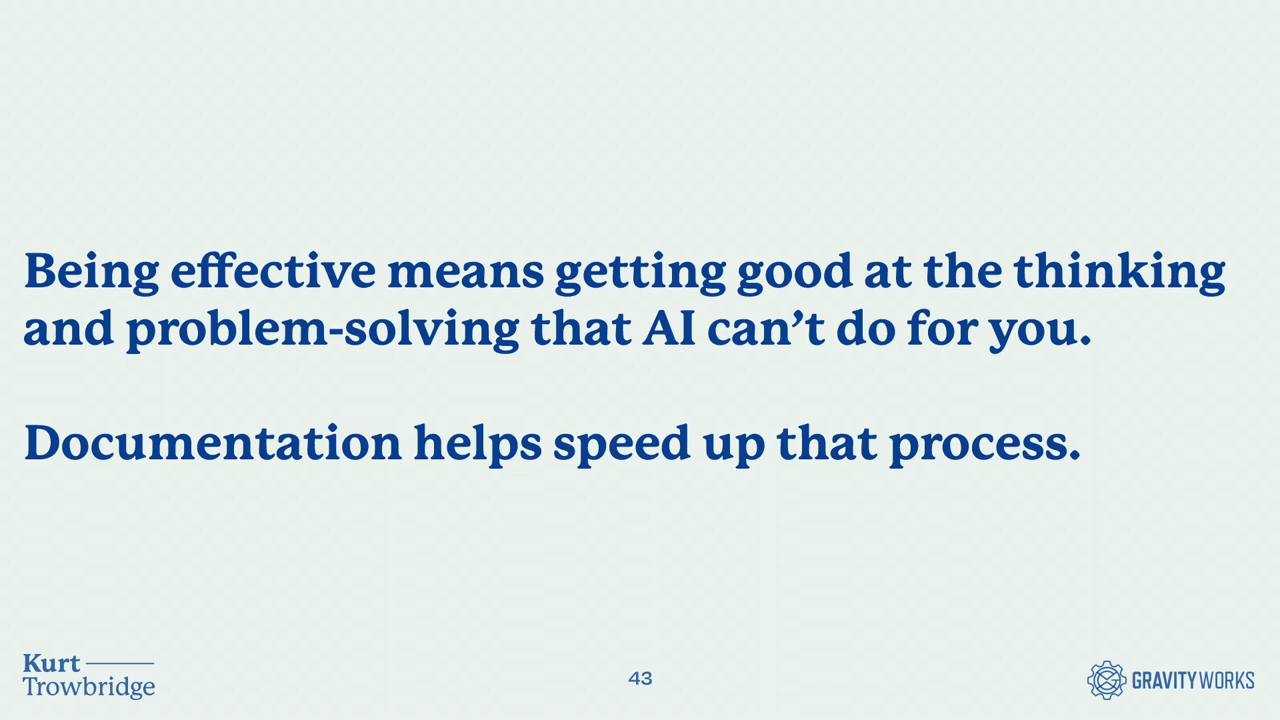 Being effective means getting good at the thinking
and problem-solving that AI can’t do for you.
Documentation helps speed up that process.
Kurt
Trowbridge
43
GRAVITYWORKS